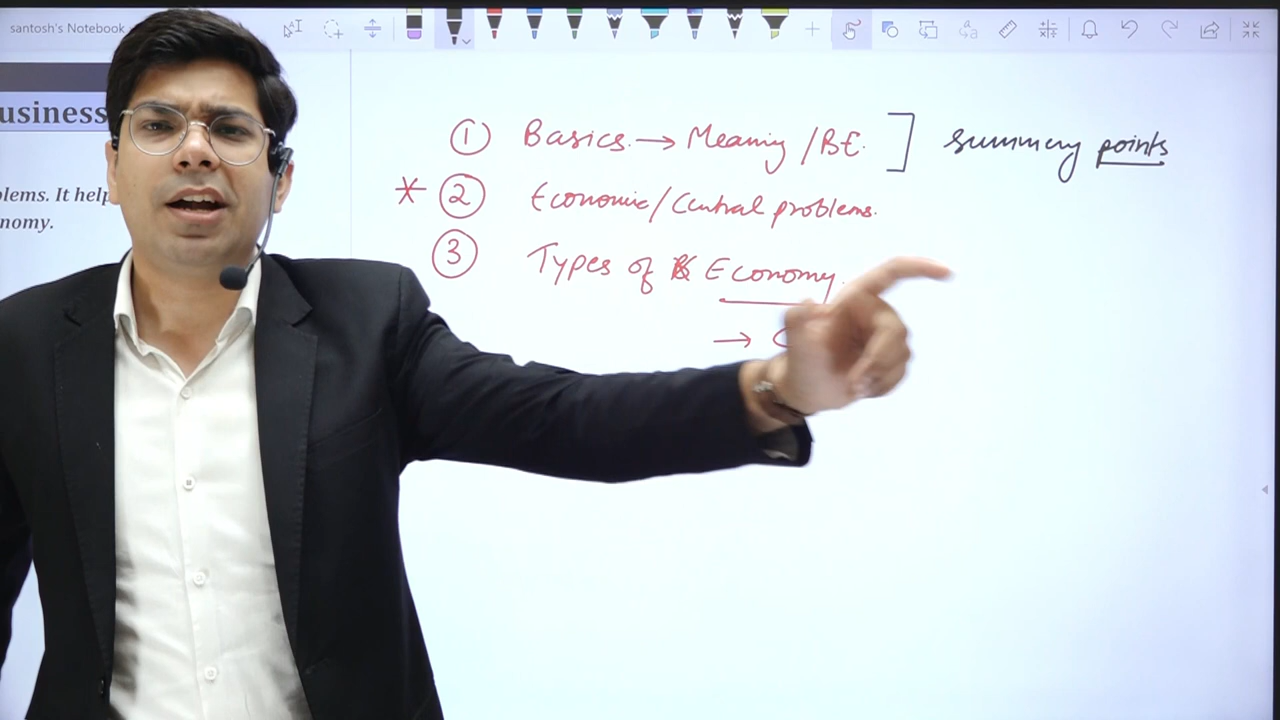 santosh's Notebook
usiness
① Basics → Meaning / BE. ] summary points
* ② Economic / Central problems.
olems. It help
nomy.
③ Types of Economy.
→